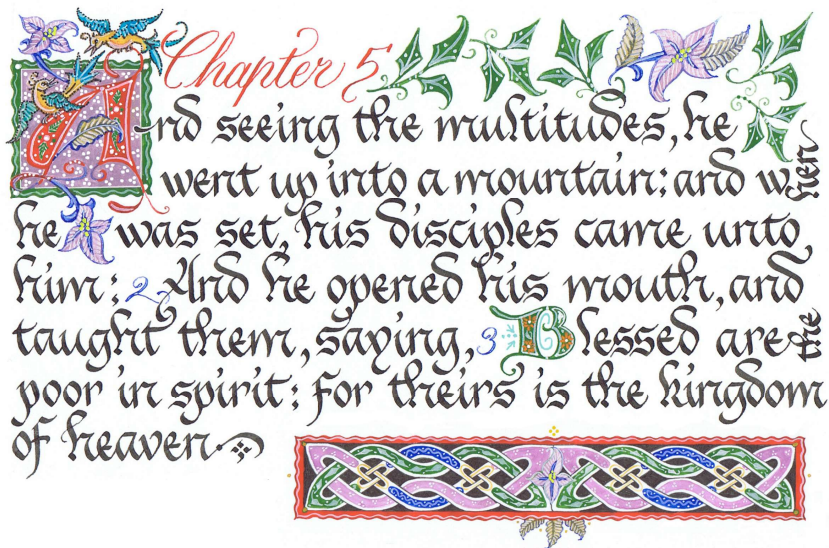 Chapter 5
And seeing the multitudes, he
went up into a mountain: and when
he was set, his disciples came unto
him: 2 And he opened his mouth, and
taught them, saying, 3 Blessed are the
poor in spirit: for theirs is the kingdom
of heaven